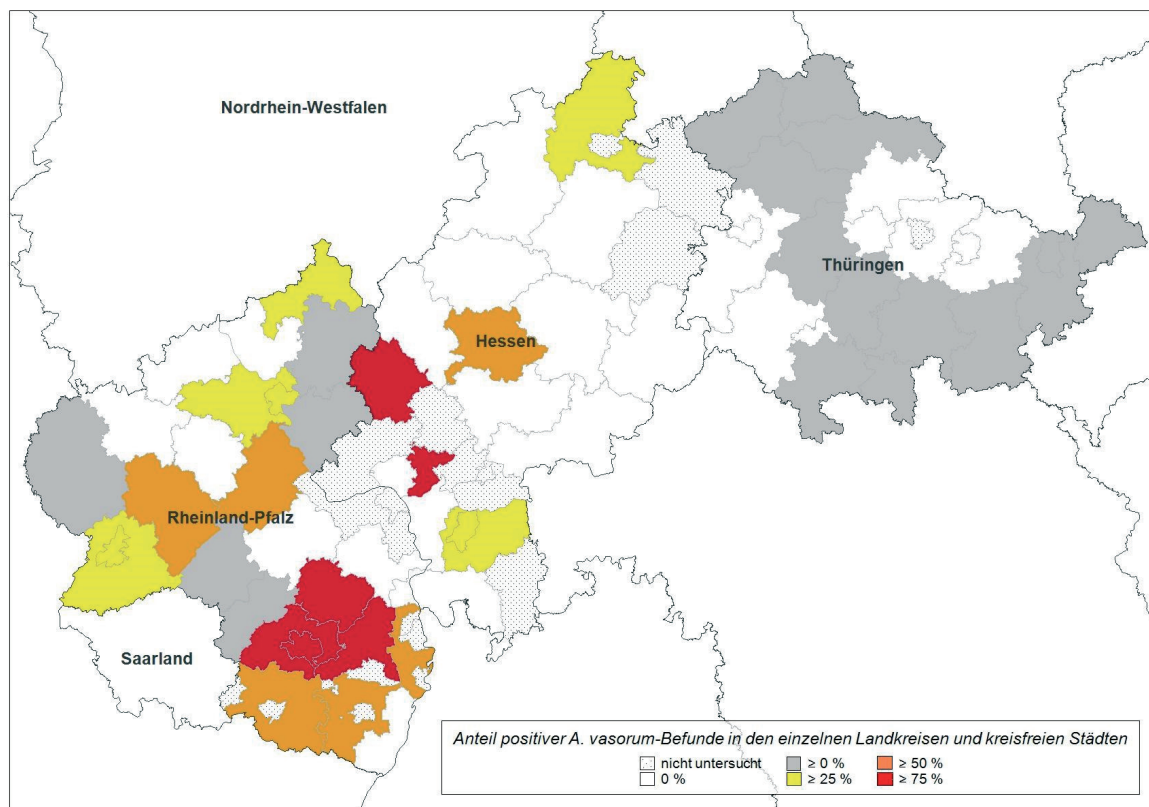 Nordrhein-Westfalen
Thüringen
Hessen
Rheinland-Pfalz
Saarland
Anteil positiver A. vasorum-Befunde in den einzelnen Landkreisen und kreisfreien Städten
nicht untersucht ≥ 0 % ≥ 50 %
0 % ≥ 25 % ≥ 75 %